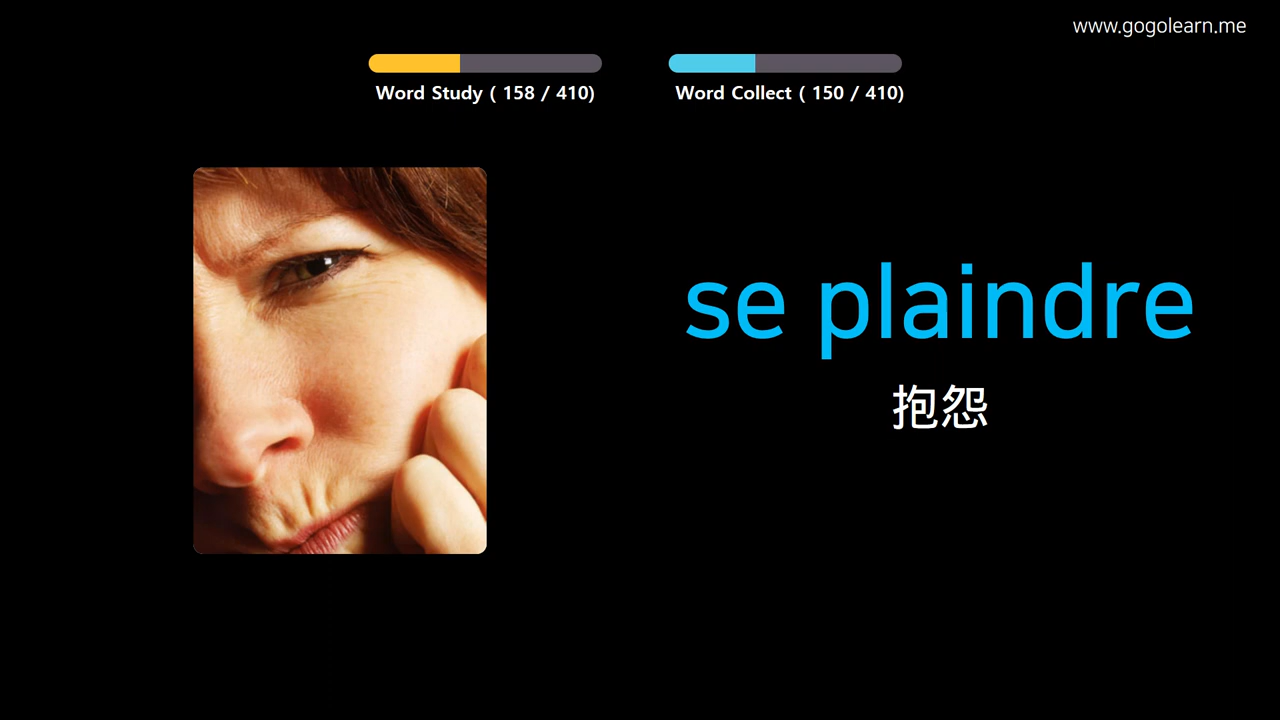 www.gogolearn.me
Word Study ( 158 / 410)
Word Collect ( 150 / 410)
se plaindre
抱怨